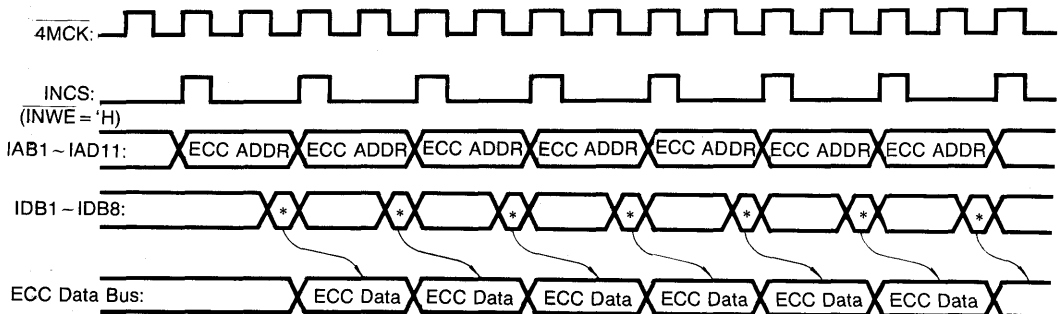 4MCK:
INCS:
(INWE = 'H)
IAB1 ~ IAD11: ECC ADDR ECC ADDR ECC ADDR ECC ADDR ECC ADDR ECC ADDR ECC ADDR
IDB1 ~ IDB8: * * * * * * *
ECC Data Bus: ECC Data ECC Data ECC Data ECC Data ECC Data ECC Data